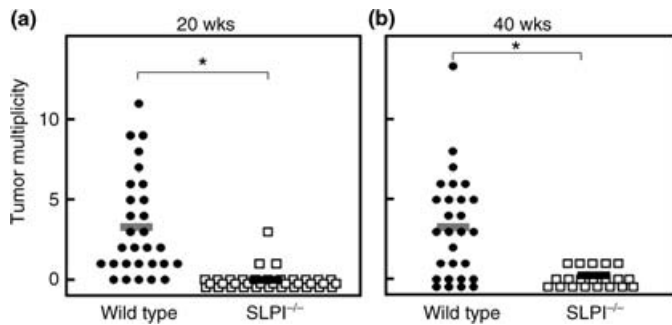 (a) 20 wks
(b) 40 wks
*
*
Tumor multiplicity
10
5
0
Wild type SLPI⁻/⁻
Wild type SLPI⁻/⁻